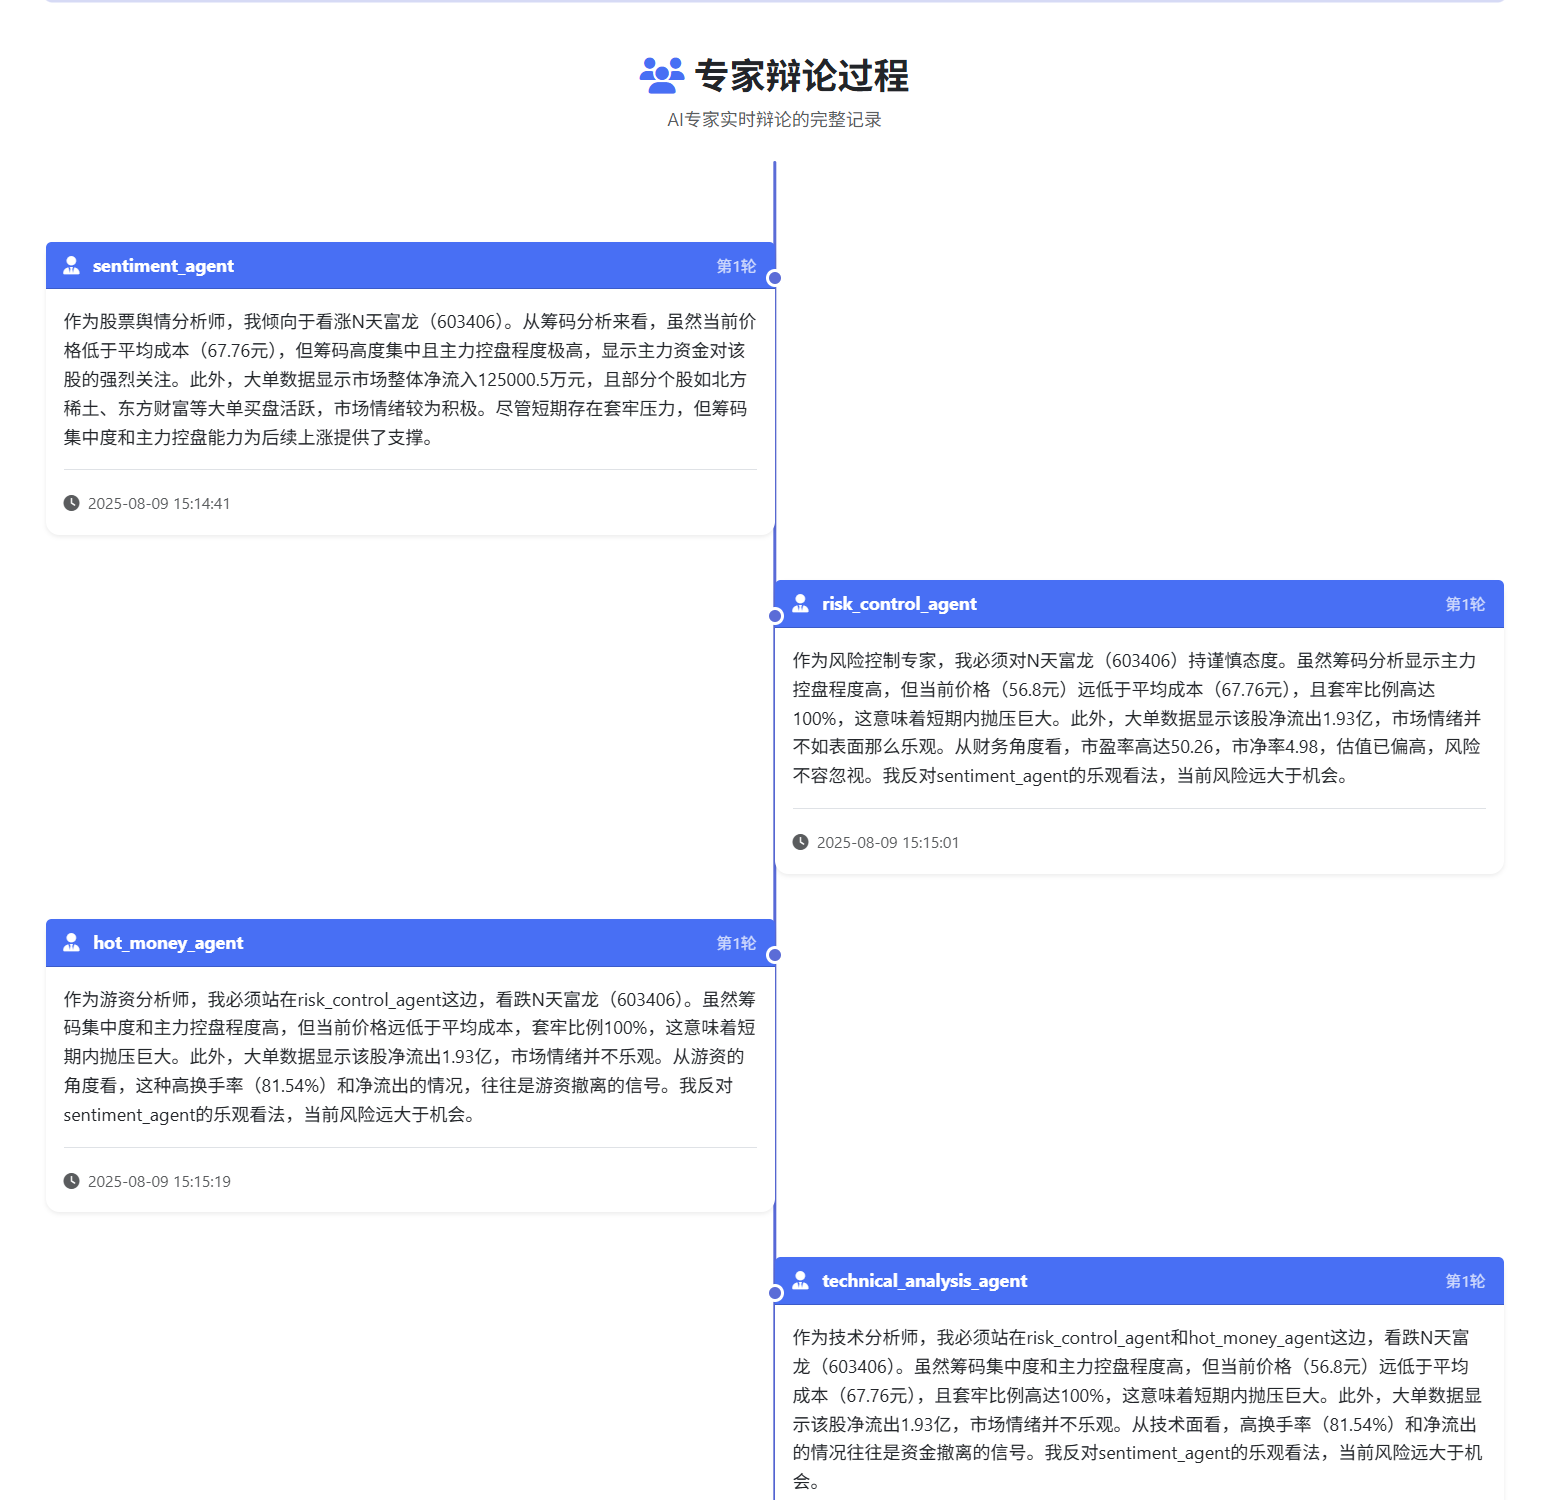 专家辩论过程
AI专家实时辩论的完整记录
sentiment_agent 第1轮
作为股票舆情分析师，我倾向于看涨N天富龙（603406）。从筹码分析来看，虽然当前价
格低于平均成本（67.76元），但筹码高度集中且主力控盘程度极高，显示主力资金对该
股的强烈关注。此外，大单数据显示市场整体净流入125000.5万元，且部分个股如北方
稀土、东方财富等大单买盘活跃，市场情绪较为积极。尽管短期存在套牢压力，但筹码
集中度和主力控盘能力为后续上涨提供了支撑。
2025-08-09 15:14:41
risk_control_agent 第1轮
作为风险控制专家，我必须对N天富龙（603406）持谨慎态度。虽然筹码分析显示主力
控盘程度高，但当前价格（56.8元）远低于平均成本（67.76元），且套牢比例高达
100%，这意味着短期内抛压巨大。此外，大单数据显示该股净流出1.93亿，市场情绪并
不如表面那么乐观。从财务角度看，市盈率高达50.26，市净率4.98，估值已偏高，风险
不容忽视。我反对sentiment_agent的乐观看法，当前风险远大于机会。
2025-08-09 15:15:01
hot_money_agent 第1轮
作为游资分析师，我必须站在risk_control_agent这边，看跌N天富龙（603406）。虽然筹
码集中度和主力控盘程度高，但当前价格远低于平均成本，套牢比例100%，这意味着短
期内抛压巨大。此外，大单数据显示该股净流出1.93亿，市场情绪并不乐观。从游资的
角度看，这种高换手率（81.54%）和净流出的情况，往往是游资撤离的信号。我反对
sentiment_agent的乐观看法，当前风险远大于机会。
2025-08-09 15:15:19
technical_analysis_agent 第1轮
作为技术分析师，我必须站在risk_control_agent和hot_money_agent这边，看跌N天富
龙（603406）。虽然筹码集中度和主力控盘程度高，但当前价格（56.8元）远低于平均
成本（67.76元），且套牢比例高达100%，这意味着短期内抛压巨大。此外，大单数据显
示该股净流出1.93亿，市场情绪并不乐观。从技术面看，高换手率（81.54%）和净流出
的情况往往是资金撤离的信号。我反对sentiment_agent的乐观看法，当前风险远大于机
会。